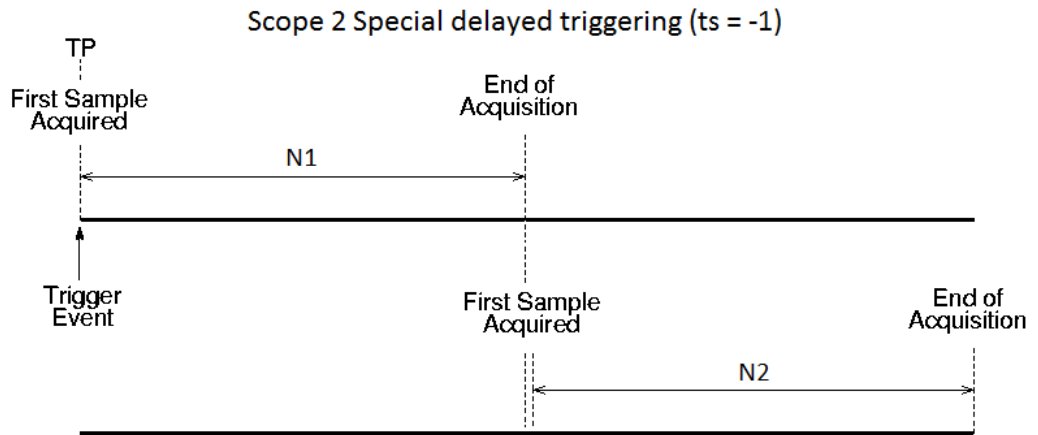 Scope 2 Special delayed triggering (ts = -1)
TP
First Sample
Acquired
End of
Acquisition
N1
Trigger
Event
First Sample
Acquired
End of
Acquisition
N2